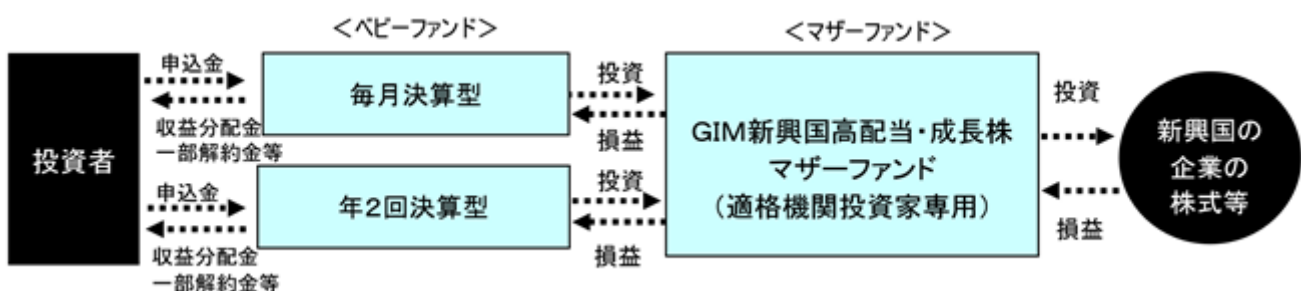 <ベビーファンド>
<マザーファンド>
投資者
申込金
収益分配金
一部解約金等
毎月決算型
投資
損益
申込金
収益分配金
一部解約金等
年2回決算型
投資
損益
GIM新興国高配当・成長株
マザーファンド
(適格機関投資家専用)
投資
損益
新興国の
企業の
株式等